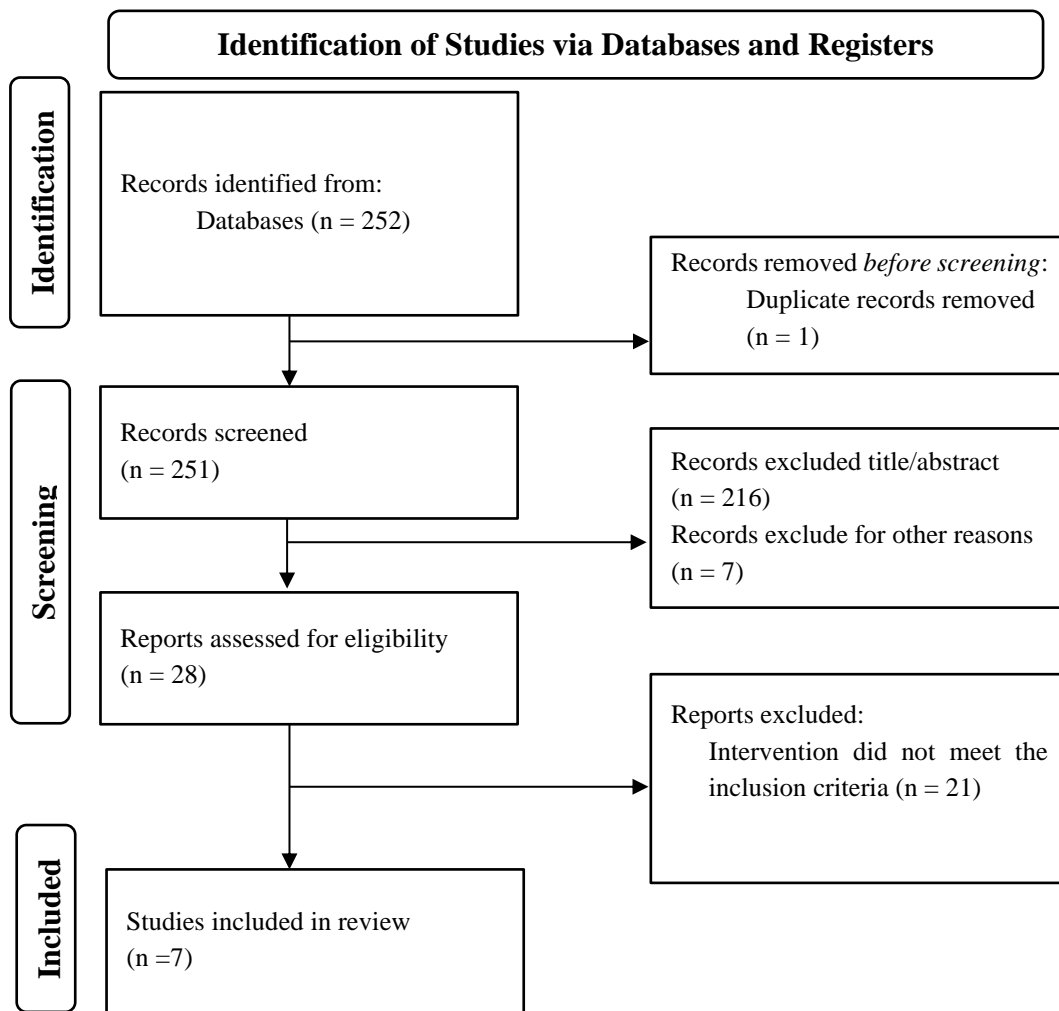 Identification of Studies via Databases and Registers
Identification
Records identified from:
Databases (n = 252)
Records removed before screening:
Duplicate records removed
(n = 1)
Screening
Records screened
(n = 251)
Records excluded title/abstract
(n = 216)
Records exclude for other reasons
(n = 7)
Reports assessed for eligibility
(n = 28)
Reports excluded:
Intervention did not meet the
inclusion criteria (n = 21)
Included
Studies included in review
(n =7)